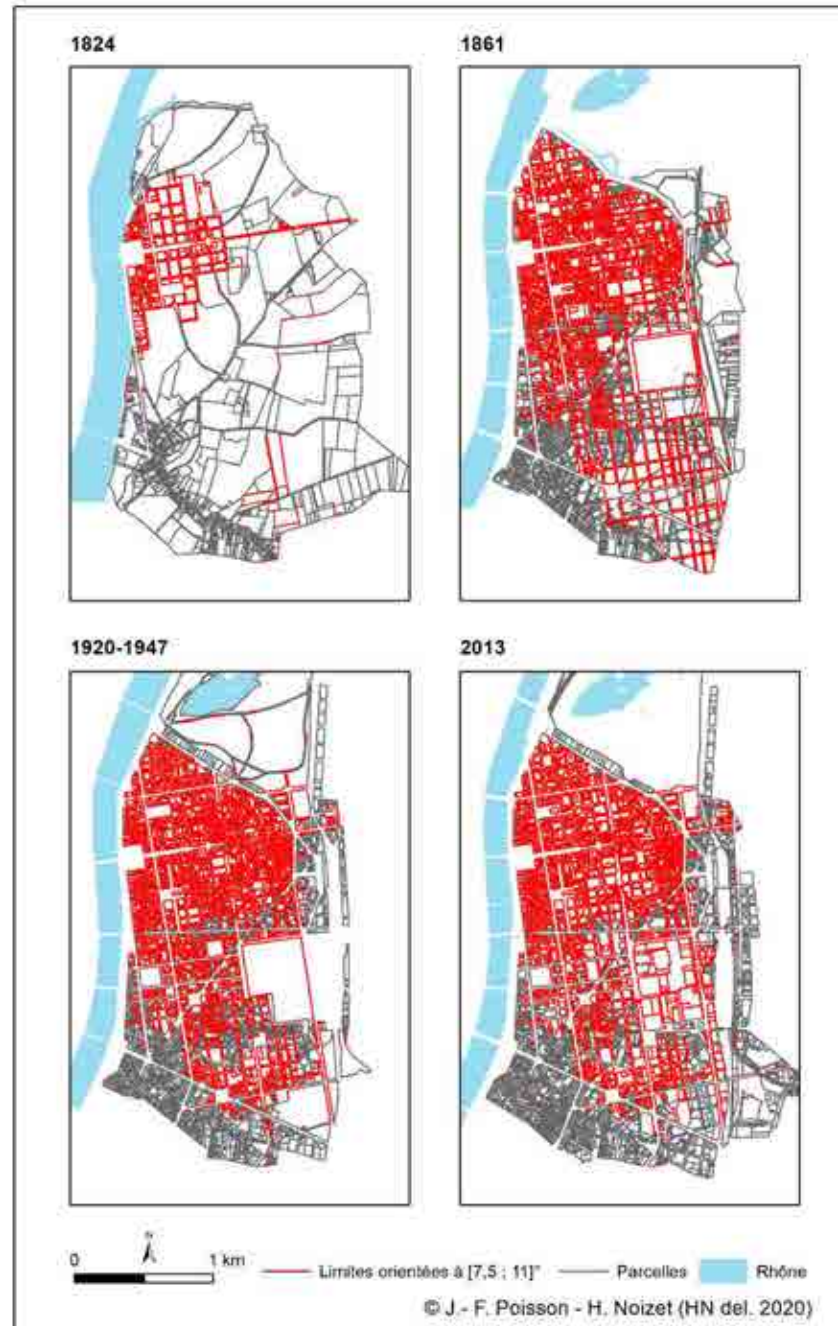 1824
1861
1920-1947
2013
N
0 1 km
Limites orientées à [7,5 ; 11]°
Parcelles
Rhône
© J.- F. Poisson - H. Noizet (HN del. 2020)